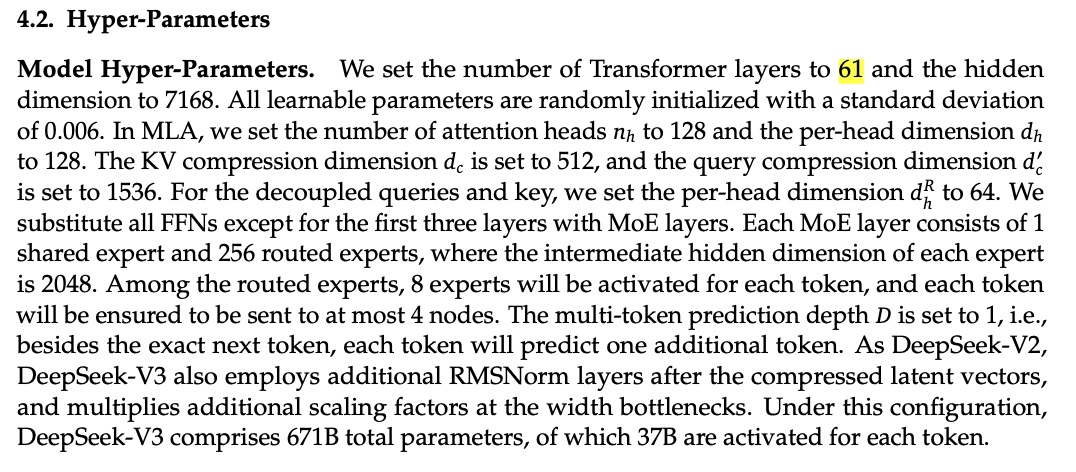 4.2. Hyper-Parameters
Model Hyper-Parameters. We set the number of Transformer layers to 61 and the hidden
dimension to 7168. All learnable parameters are randomly initialized with a standard deviation
of 0.006. In MLA, we set the number of attention heads nₕ to 128 and the per-head dimension dₕ
to 128. The KV compression dimension d_c is set to 512, and the query compression dimension d′_c
is set to 1536. For the decoupled queries and key, we set the per-head dimension d_h^R to 64. We
substitute all FFNs except for the first three layers with MoE layers. Each MoE layer consists of 1
shared expert and 256 routed experts, where the intermediate hidden dimension of each expert
is 2048. Among the routed experts, 8 experts will be activated for each token, and each token
will be ensured to be sent to at most 4 nodes. The multi-token prediction depth D is set to 1, i.e.,
besides the exact next token, each token will predict one additional token. As DeepSeek-V2,
DeepSeek-V3 also employs additional RMSNorm layers after the compressed latent vectors,
and multiplies additional scaling factors at the width bottlenecks. Under this configuration,
DeepSeek-V3 comprises 671B total parameters, of which 37B are activated for each token.